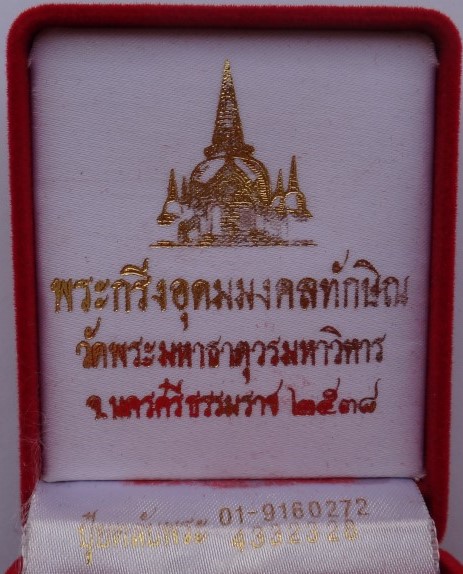 พระกริ่งอุดมมงคลทักษิณ
วัดพระมหาธาตุวรมหาวิหาร
จ.นครศรีธรรมราช ๒๕๓๘
01-9160272